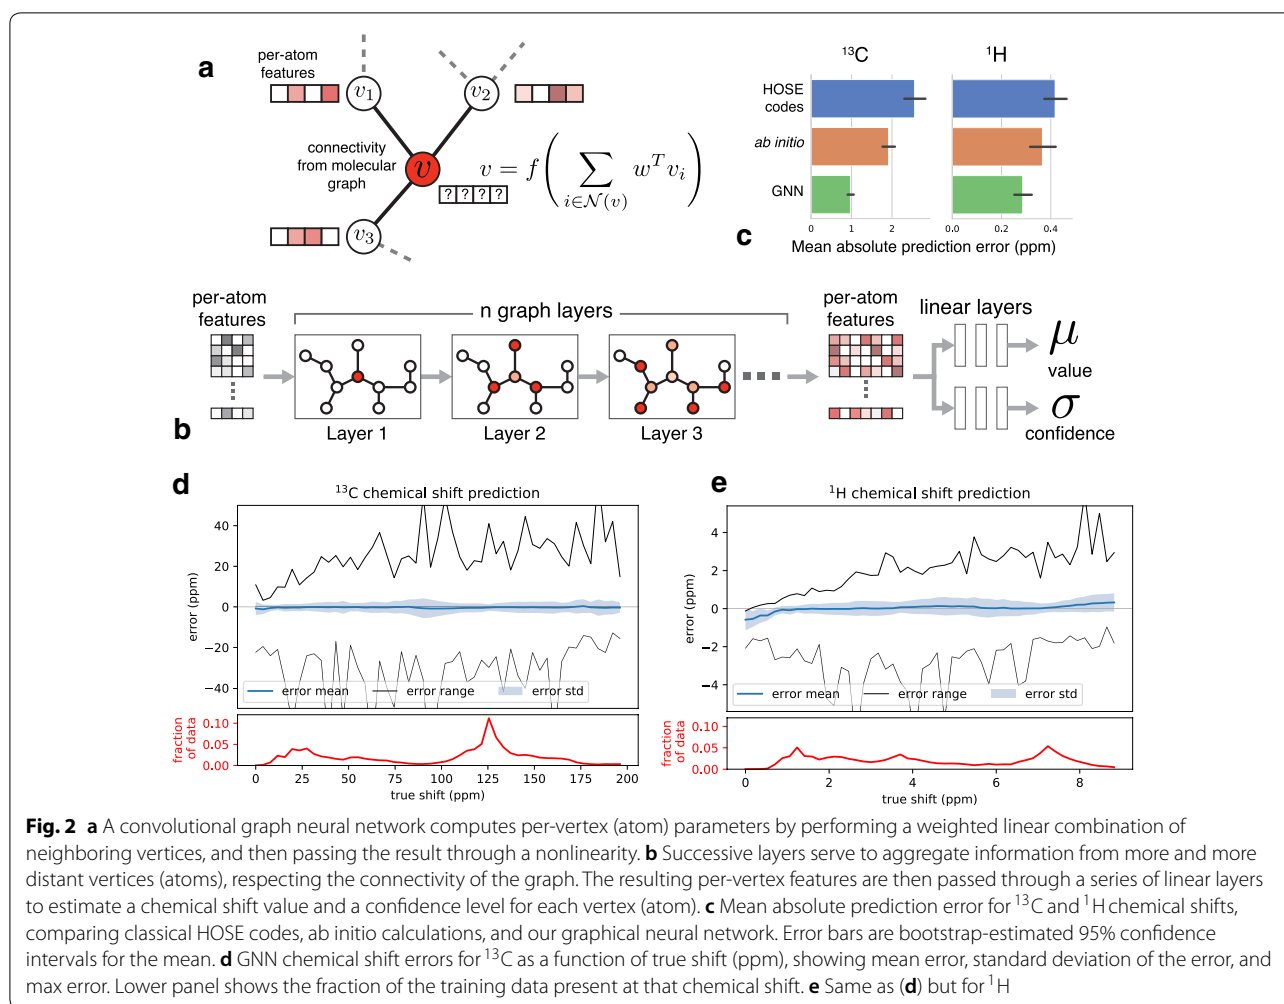 a
per-atom
features
v1
v2
connectivity
from molecular
graph
v
? ? ? ?
v3
v = f ( ∑ i∈N(v) w^T v_i )
13C
1H
HOSE
codes
ab initio
GNN
0 1 2
0.0 0.2 0.4
c
Mean absolute prediction error (ppm)
per-atom
features
n graph layers
per-atom
features
linear layers
μ
value
σ
confidence
b
Layer 1
Layer 2
Layer 3
d
13C chemical shift prediction
40
20
0
−20
−40
error (ppm)
error mean
error range
error std
0.10
0.05
0.00
fraction
of data
0 25 50 75 100 125 150 175 200
true shift (ppm)
e
1H chemical shift prediction
4
2
0
−2
−4
error (ppm)
error mean
error range
error std
0.10
0.05
0.00
fraction
of data
0 2 4 6 8
true shift (ppm)
Fig. 2 a A convolutional graph neural network computes per-vertex (atom) parameters by performing a weighted linear combination of
neighboring vertices, and then passing the result through a nonlinearity. b Successive layers serve to aggregate information from more and more
distant vertices (atoms), respecting the connectivity of the graph. The resulting per-vertex features are then passed through a series of linear layers
to estimate a chemical shift value and a confidence level for each vertex (atom). c Mean absolute prediction error for 13C and 1H chemical shifts,
comparing classical HOSE codes, ab initio calculations, and our graphical neural network. Error bars are bootstrap-estimated 95% confidence
intervals for the mean. d GNN chemical shift errors for 13C as a function of true shift (ppm), showing mean error, standard deviation of the error, and
max error. Lower panel shows the fraction of the training data present at that chemical shift. e Same as (d) but for 1H